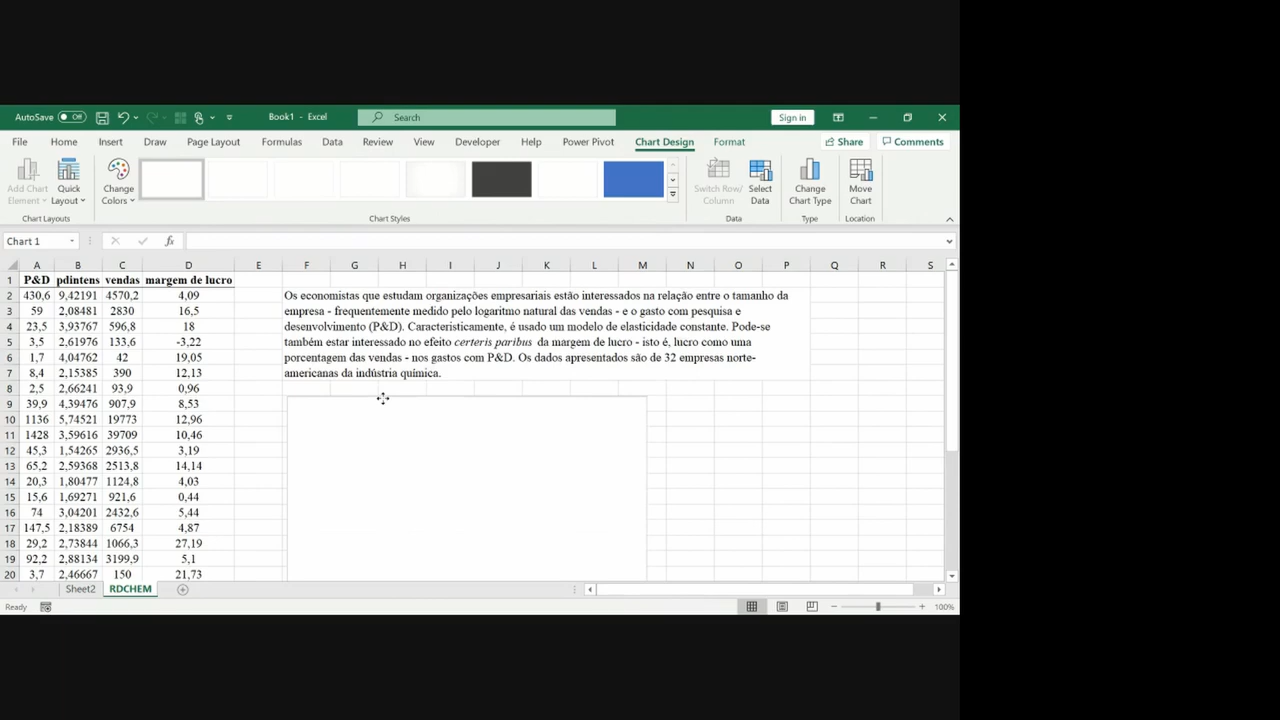 AutoSave Off Book1 - Excel Search Sign in
File Home Insert Draw Page Layout Formulas Data Review View Developer Help Power Pivot Chart Design Format Share Comments
Add Chart Element Quick Layout Change Colors Switch Row/ Column Select Data Change Chart Type Move Chart
Chart Layouts Chart Styles Data Type Location
Chart 1 fx
A B C D E F G H I J K L M N O P Q R S
1 P&D pdintens vendas margem de lucro
2 430,6 9,42191 4570,2 4,09
3 59 2,08481 2830 16,5
4 23,5 3,93767 596,8 18
5 3,5 2,61976 133,6 -3,22
6 1,7 4,04762 42 19,05
7 8,4 2,15385 390 12,13
8 2,5 2,66241 93,9 0,96
9 39,9 4,39476 907,9 8,53
10 1136 5,74521 19773 12,96
11 1428 3,59616 39709 10,46
12 45,3 1,54265 2936,5 3,19
13 65,2 2,59368 2513,8 14,14
14 20,3 1,80477 1124,8 4,03
15 15,6 1,69271 921,6 0,44
16 74 3,04201 2432,6 5,44
17 147,5 2,18389 6754 4,87
18 29,2 2,73844 1066,3 27,19
19 92,2 2,88134 3199,9 5,1
20 3,7 2,46667 150 21,73
Os economistas que estudam organizações empresariais estão interessados na relação entre o tamanho da
empresa - frequentemente medido pelo logaritmo natural das vendas - e o gasto com pesquisa e
desenvolvimento (P&D). Caracteristicamente, é usado um modelo de elasticidade constante. Pode-se
também estar interessado no efeito certeris paribus da margem de lucro - isto é, lucro como uma
porcentagem das vendas - nos gastos com P&D. Os dados apresentados são de 32 empresas norte-
americanas da indústria química.
Sheet2 RDCHEM
Ready 100%